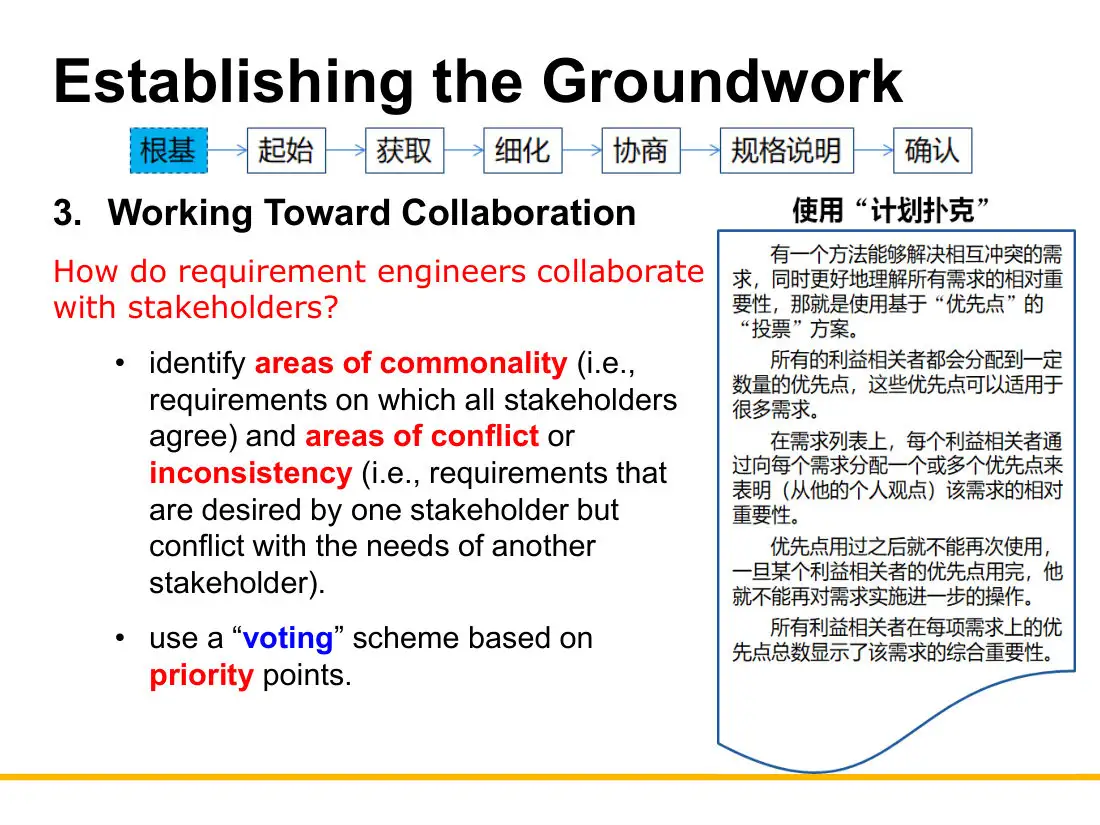 Establishing the Groundwork
根基 起始 获取 细化 协商 规格说明 确认
3. Working Toward Collaboration
How do requirement engineers collaborate
with stakeholders?
• identify areas of commonality (i.e.,
requirements on which all stakeholders
agree) and areas of conflict or
inconsistency (i.e., requirements that
are desired by one stakeholder but
conflict with the needs of another
stakeholder).
• use a “voting” scheme based on
priority points.
使用“计划扑克”
有一个方法能够解决相互冲突的需
求，同时更好地理解所有需求的相对重
要性，那就是使用基于“优先点”的
“投票”方案。
所有的利益相关者都会分配到一定
数量的优先点，这些优先点可以适用于
很多需求。
在需求列表上，每个利益相关者通
过向每个需求分配一个或多个优先点来
表明（从他的个人观点）该需求的相对
重要性。
优先点用过之后就不能再次使用，
一旦某个利益相关者的优先点用完，他
就不能再对需求实施进一步的操作。
所有利益相关者在每项需求上的优
先点总数显示了该需求的综合重要性。